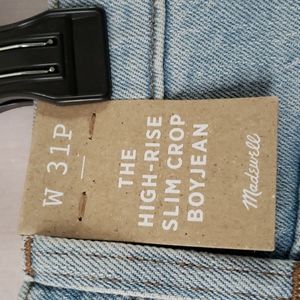 W 31P
THE
HIGH-RISE
SLIM CROP
BOYJEAN
Madewell